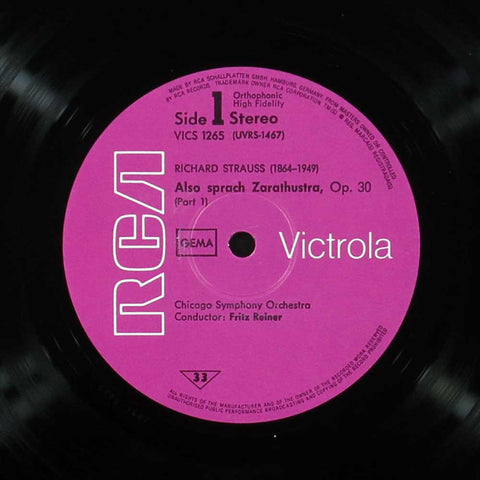 MADE BY RCA SCHALLPLATTEN GMBH, HAMBURG, GERMANY FROM MASTERS OWNED OR CONTROLLED
BY RCA RECORDS. TRADEMARK OWNER RCA CORPORATION
Orthophonic
High Fidelity
Side 1 Stereo
VICS 1265 (UVRS-1467)
RICHARD STRAUSS (1864-1949)
Also sprach Zarathustra, Op. 30
(Part 1)
RCA
GEMA
Victrola
Chicago Symphony Orchestra
Conductor: Fritz Reiner
33
ALL RIGHTS OF THE MANUFACTURER AND OF THE OWNER OF THE RECORDED WORK RESERVED
UNAUTHORISED PUBLIC PERFORMANCE BROADCASTING AND COPYING OF THE RECORD PROHIBITED